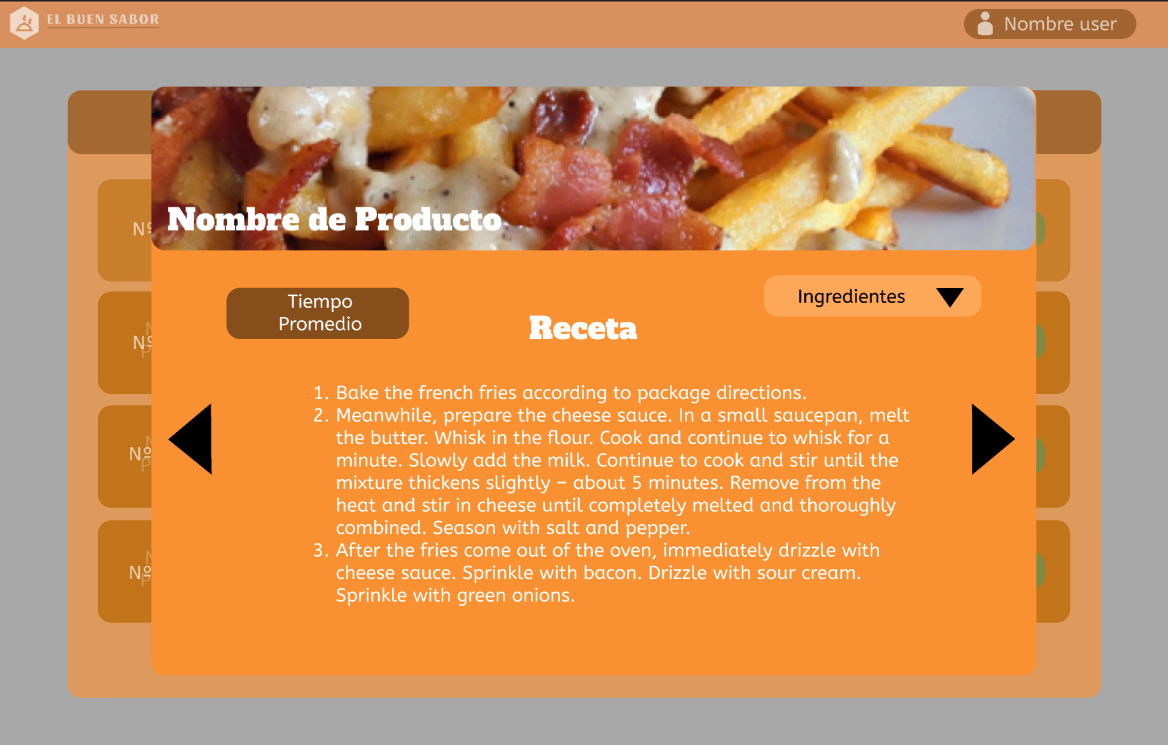 EL BUEN SABOR
Nombre user
Nombre de Producto
Tiempo
Promedio
Ingredientes
Receta
1. Bake the french fries according to package directions.
2. Meanwhile, prepare the cheese sauce. In a small saucepan, melt
the butter. Whisk in the flour. Cook and continue to whisk for a
minute. Slowly add the milk. Continue to cook and stir until the
mixture thickens slightly – about 5 minutes. Remove from the
heat and stir in cheese until completely melted and thoroughly
combined. Season with salt and pepper.
3. After the fries come out of the oven, immediately drizzle with
cheese sauce. Sprinkle with bacon. Drizzle with sour cream.
Sprinkle with green onions.
Nº
Nº
Nº
Nº